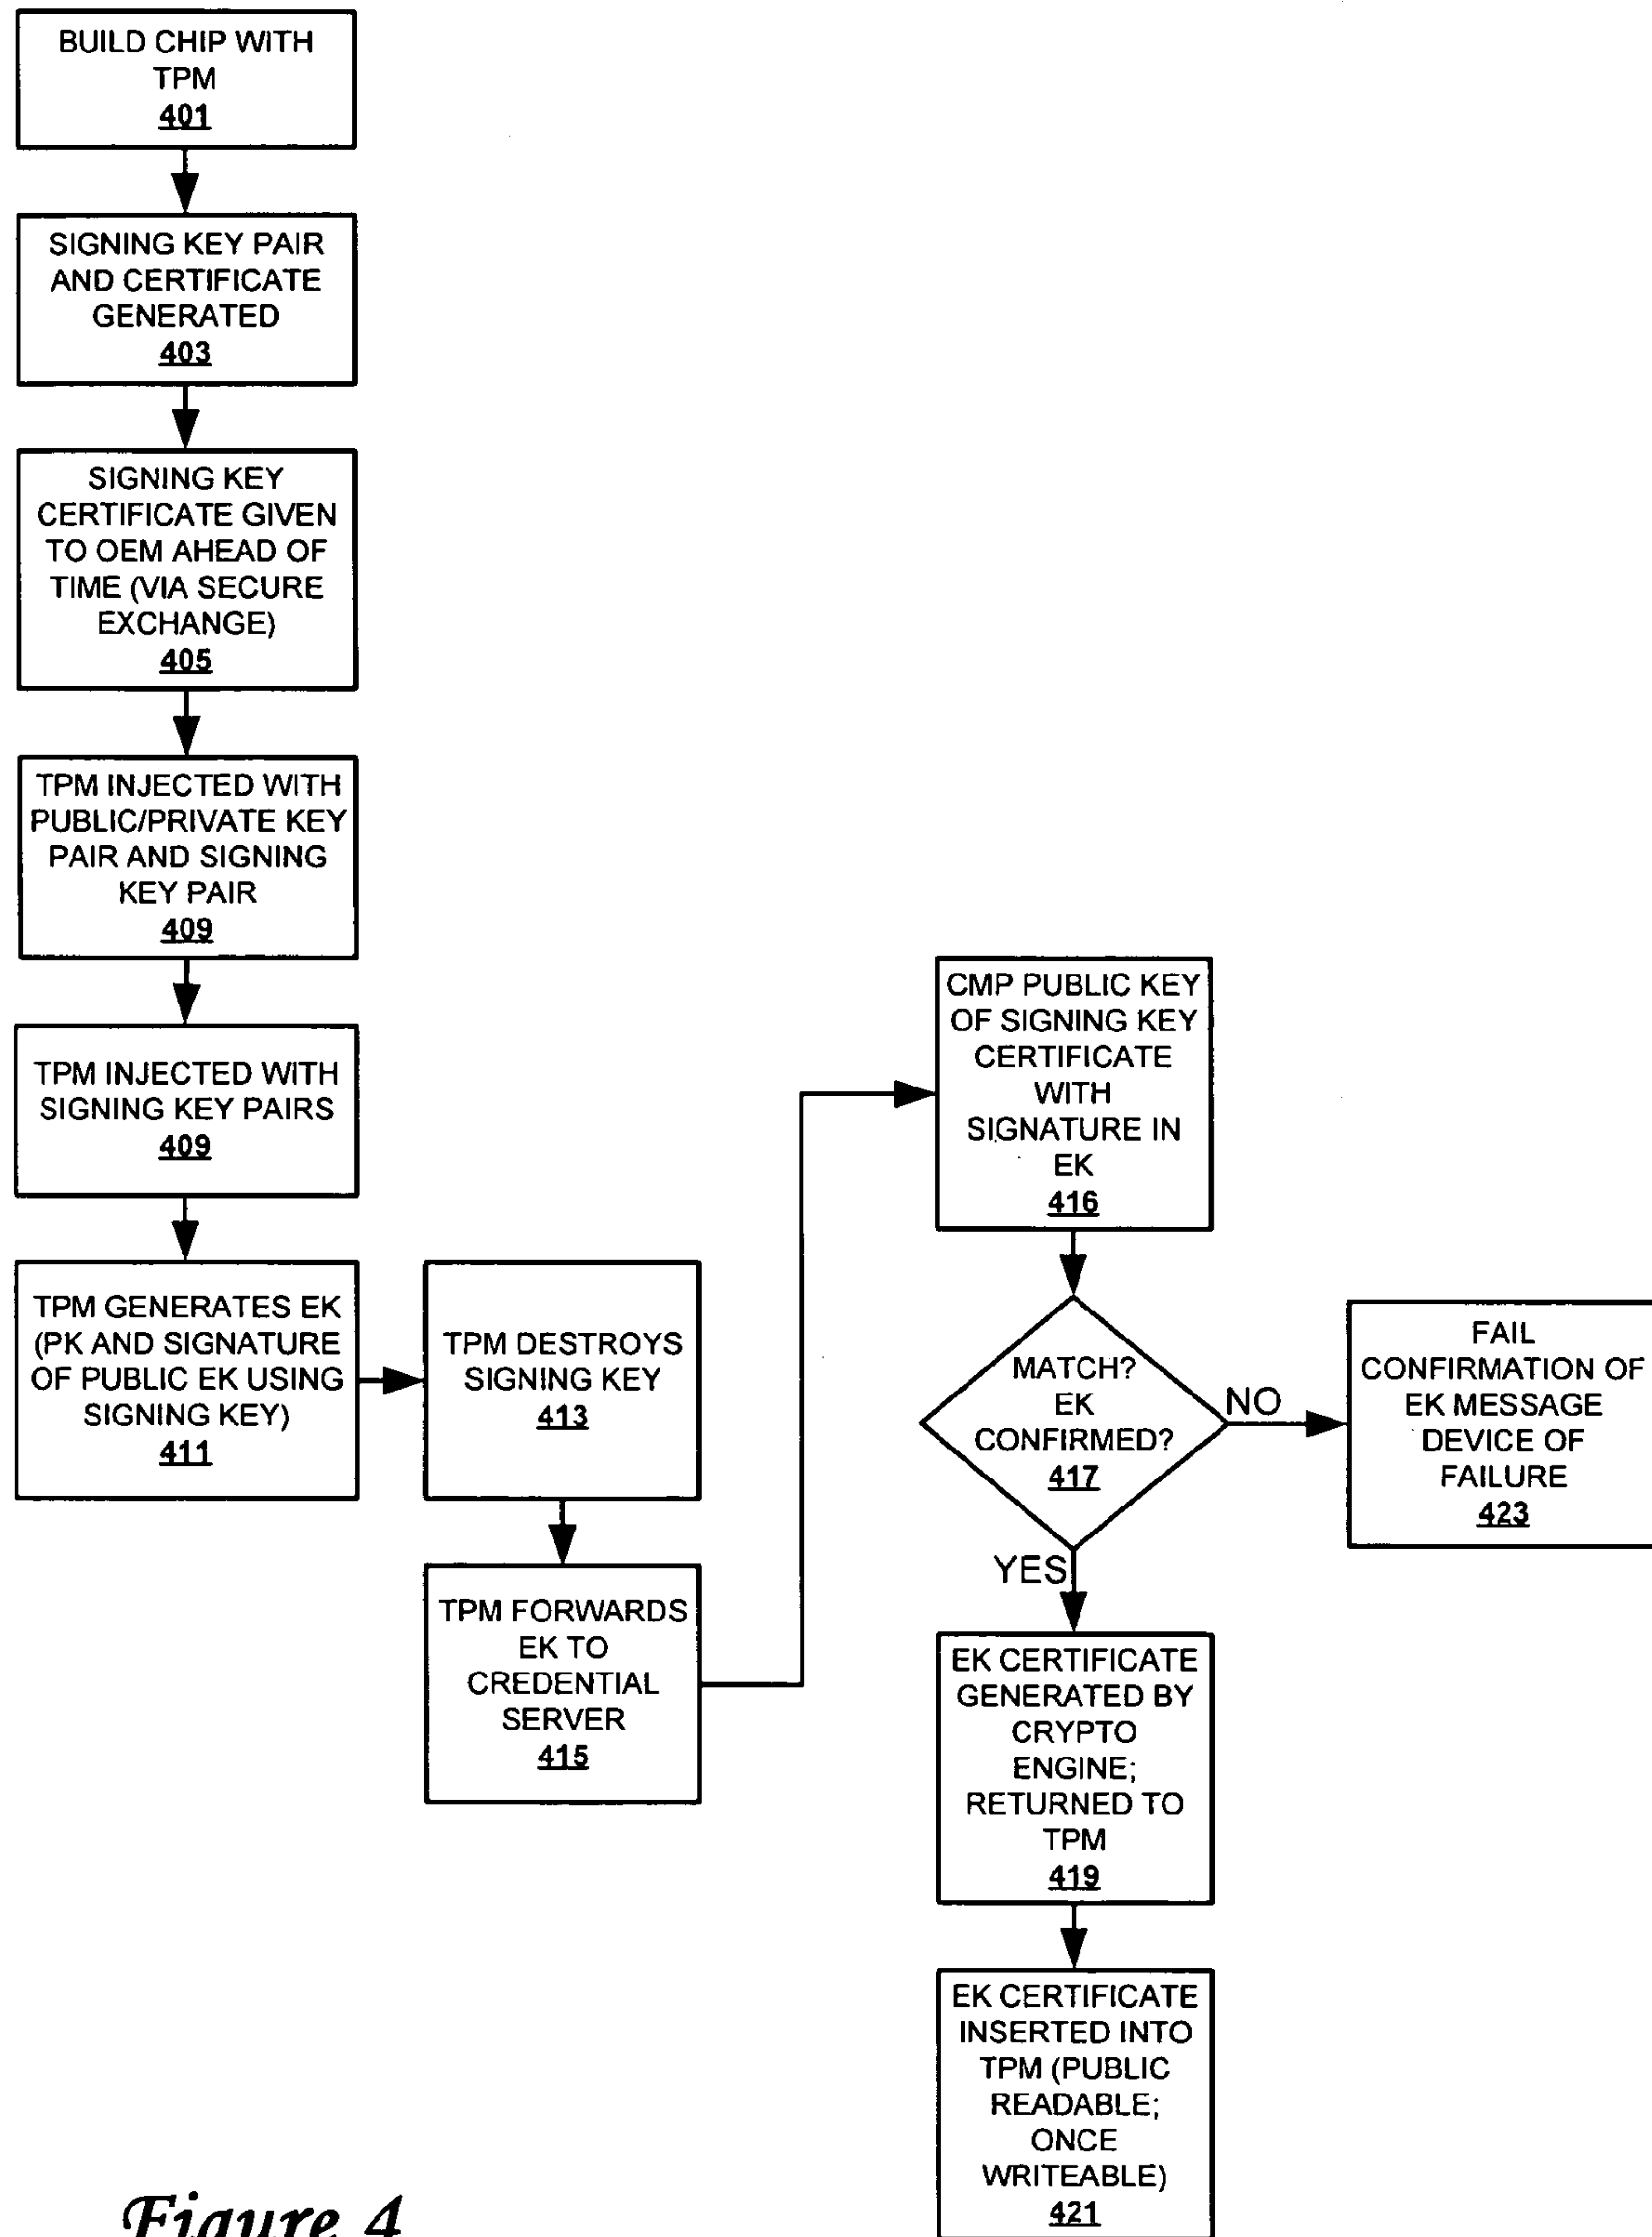 BUILD CHIP WITH
TPM
401
SIGNING KEY PAIR
AND CERTIFICATE
GENERATED
403
SIGNING KEY
CERTIFICATE GIVEN
TO OEM AHEAD OF
TIME (VIA SECURE
EXCHANGE)
405
TPM INJECTED WITH
PUBLIC/PRIVATE KEY
PAIR AND SIGNING
KEY PAIR
409
TPM INJECTED WITH
SIGNING KEY PAIRS
409
TPM GENERATES EK
(PK AND SIGNATURE
OF PUBLIC EK USING
SIGNING KEY)
411
TPM DESTROYS
SIGNING KEY
413
TPM FORWARDS
EK TO
CREDENTIAL
SERVER
415
CMP PUBLIC KEY
OF SIGNING KEY
CERTIFICATE
WITH
SIGNATURE IN
EK
416
MATCH?
EK
CONFIRMED?
417
NO
FAIL
CONFIRMATION OF
EK MESSAGE
DEVICE OF
FAILURE
423
YES
EK CERTIFICATE
GENERATED BY
CRYPTO
ENGINE;
RETURNED TO
TPM
419
EK CERTIFICATE
INSERTED INTO
TPM (PUBLIC
READABLE;
ONCE
WRITEABLE)
421
Figure 4